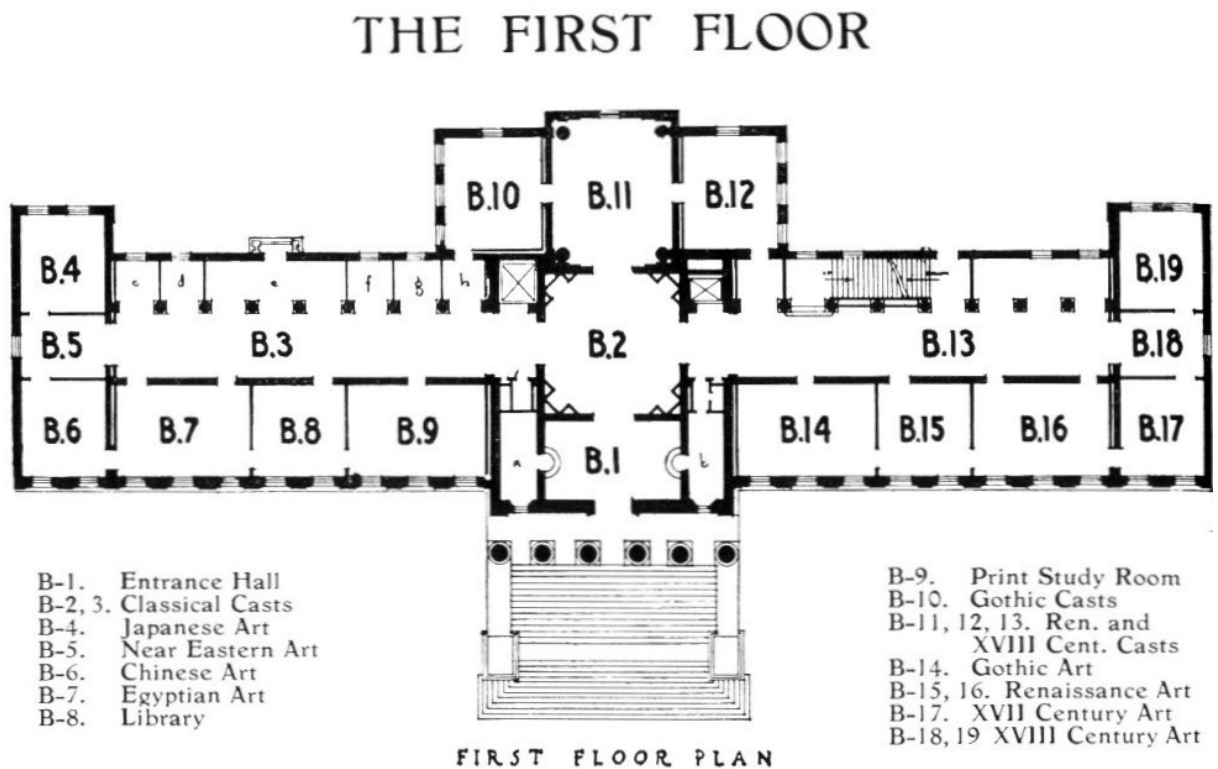 THE FIRST FLOOR
B.10
B.11
B.12
B.4
c
d
e
f
g
h
B.19
B.5
B.3
B.2
B.13
B.18
B.6
B.7
B.8
B.9
a
B.1
b
B.14
B.15
B.16
B.17
B-1. Entrance Hall
B-2, 3. Classical Casts
B-4. Japanese Art
B-5. Near Eastern Art
B-6. Chinese Art
B-7. Egyptian Art
B-8. Library
B-9. Print Study Room
B-10. Gothic Casts
B-11, 12, 13. Ren. and
XVIII Cent. Casts
B-14. Gothic Art
B-15, 16. Renaissance Art
B-17. XVII Century Art
B-18, 19 XVIII Century Art
FIRST FLOOR PLAN